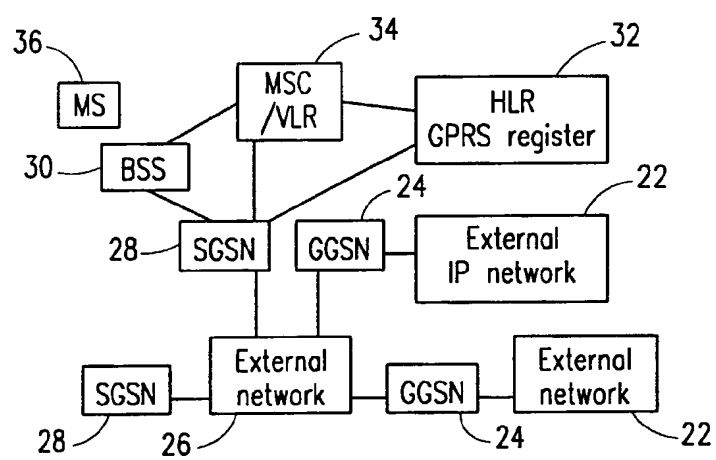 36
34
32
MS
MSC
/VLR
HLR
GPRS register
30
BSS
24
22
28
SGSN
GGSN
External
IP network
SGSN
External
network
GGSN
External
network
28
26
24
22